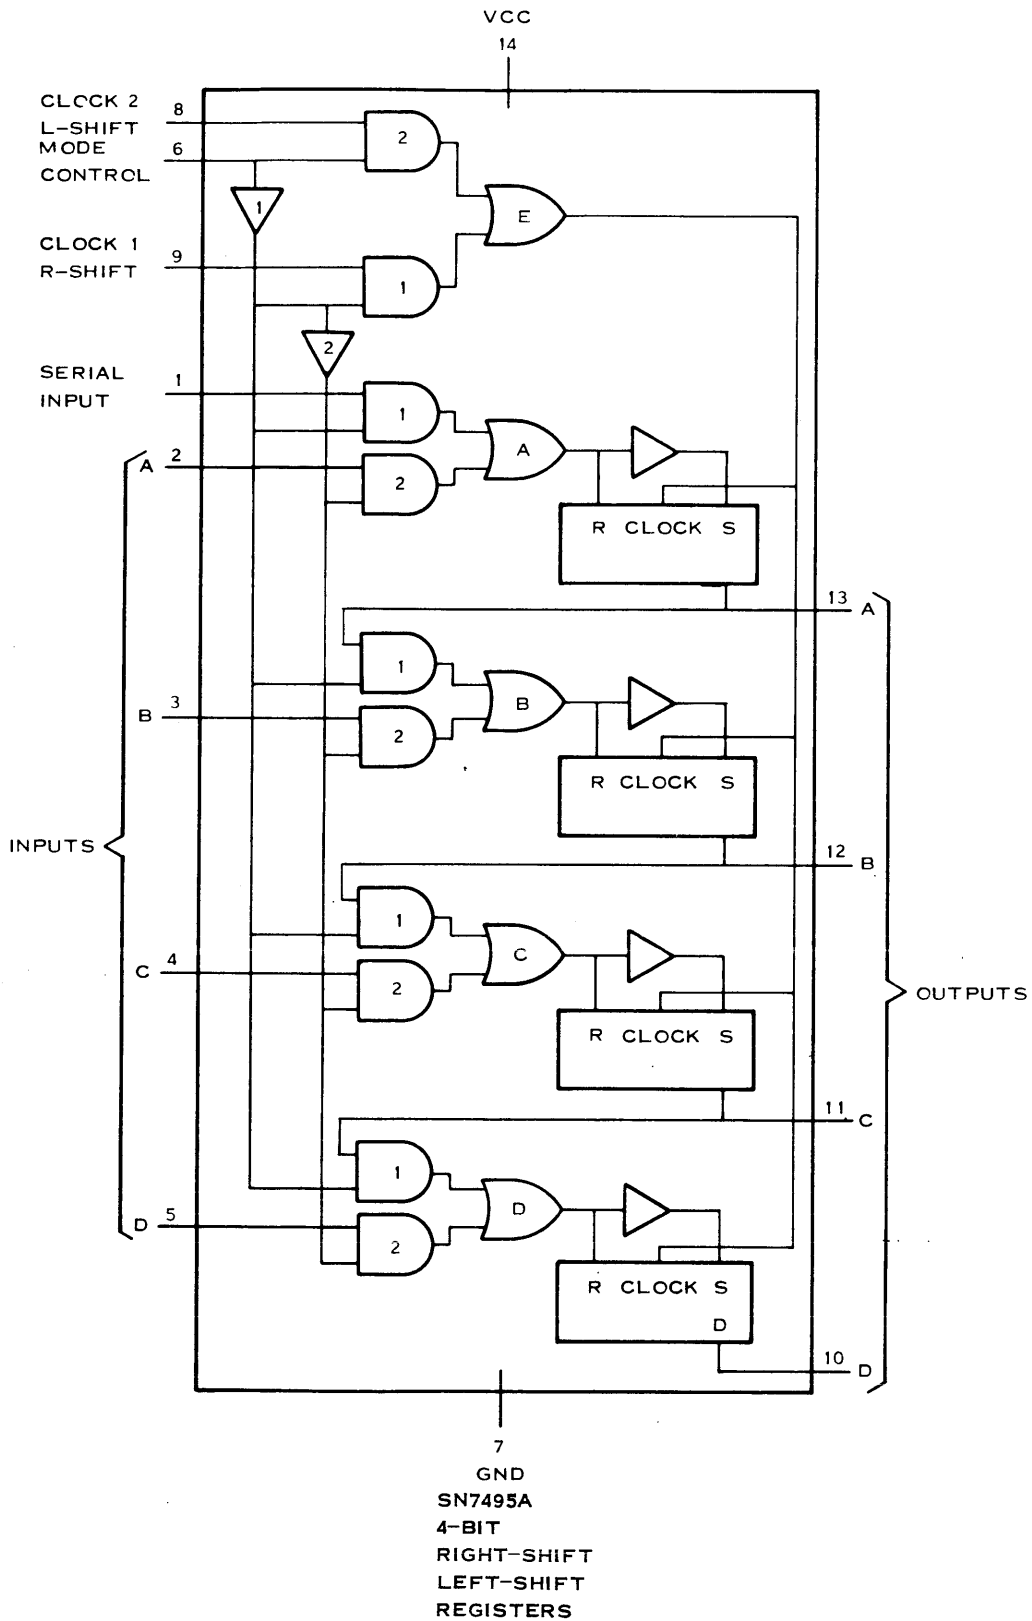 VCC
14
CLOCK 2
8
L-SHIFT
MODE
6
CONTROL
2
1
E
CLOCK 1
9
R-SHIFT
1
2
SERIAL
1
INPUT
1
A
A
2
2
R CLOCK S
13
A
1
B
B
3
2
R CLOCK S
INPUTS
12
B
1
C
C
4
2
R CLOCK S
OUTPUTS
11
C
1
D
D
5
2
R CLOCK S
D
10
D
7
GND
SN7495A
4-BIT
RIGHT-SHIFT
LEFT-SHIFT
REGISTERS